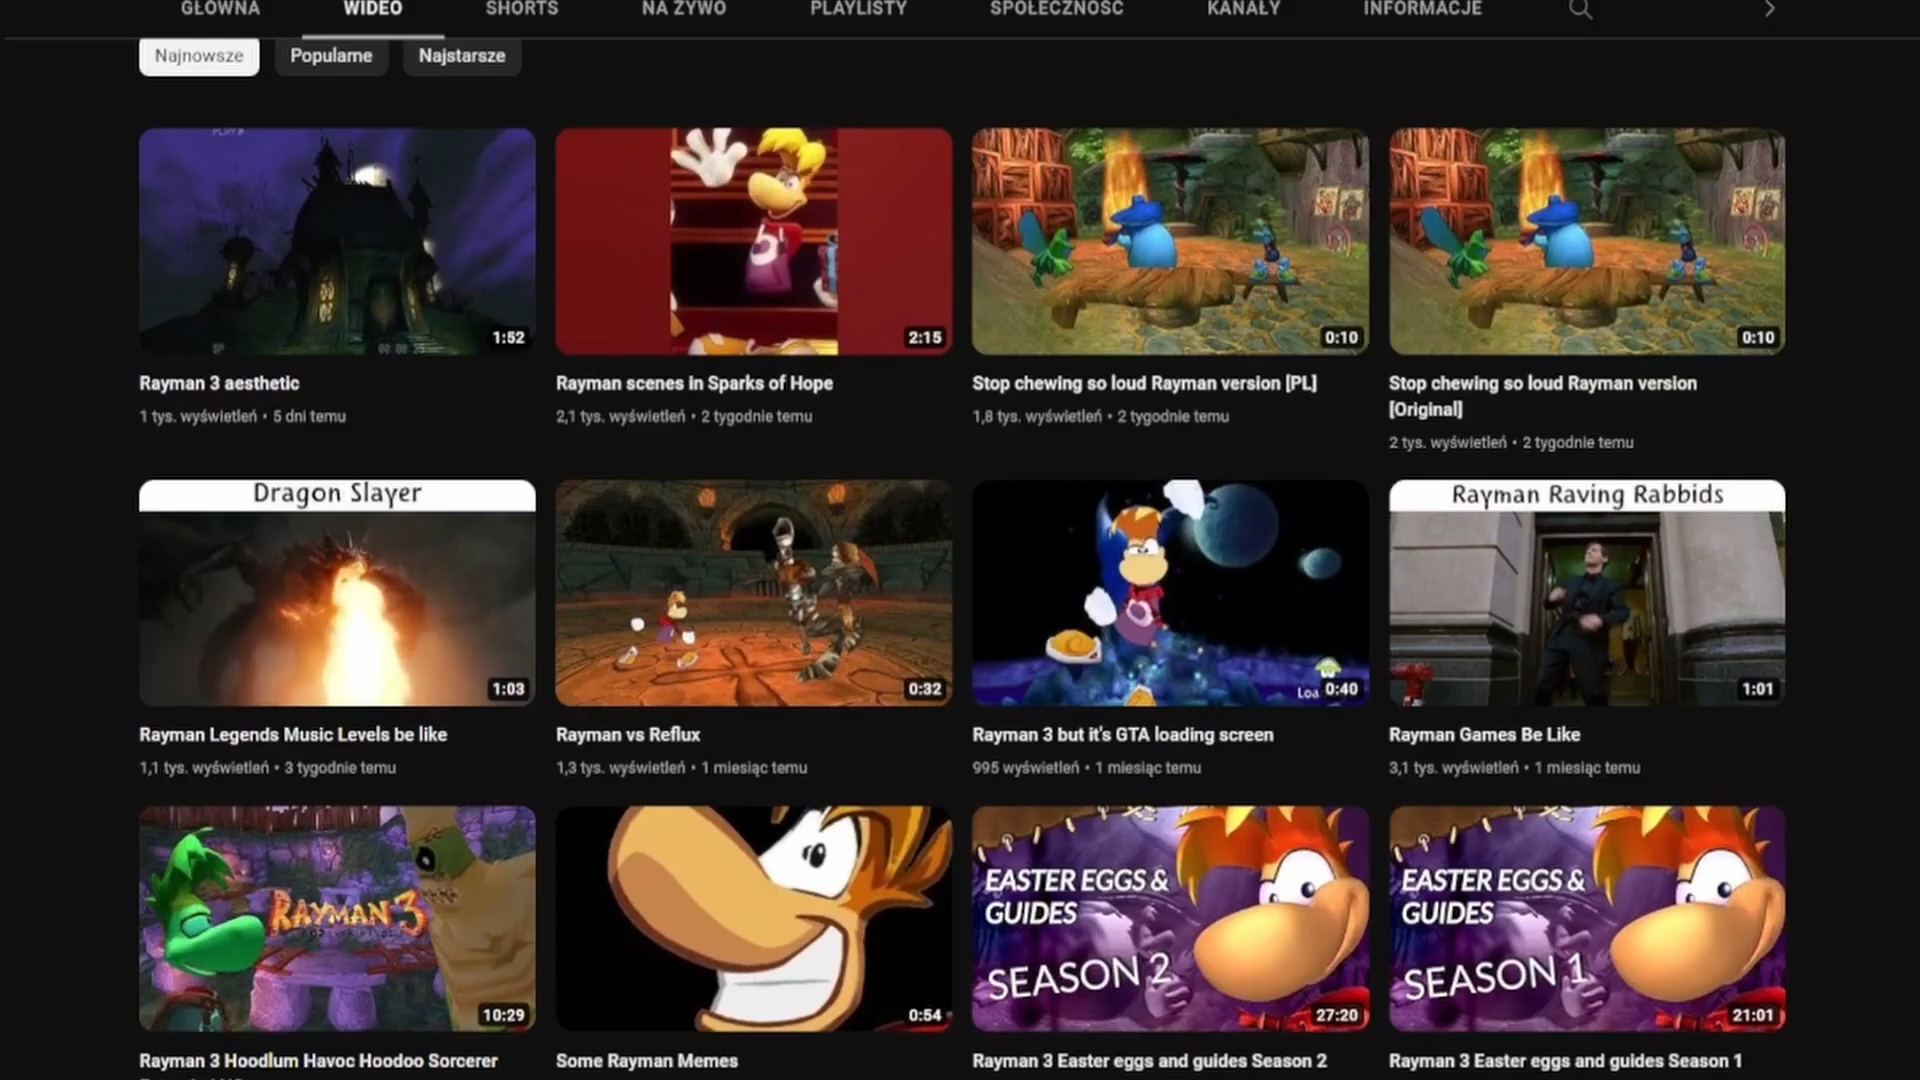 GŁÓWNA WIDEO SHORTS NA ŻYWO PLAYLISTY SPOŁECZNOŚĆ KANAŁY INFORMACJE
Najnowsze Popularne Najstarsze
PLAY
SP
1:52
2:15
0:10
0:10
Rayman 3 aesthetic
1 tys. wyświetleń • 5 dni temu
Rayman scenes in Sparks of Hope
2,1 tys. wyświetleń • 2 tygodnie temu
Stop chewing so loud Rayman version [PL]
1,8 tys. wyświetleń • 2 tygodnie temu
Stop chewing so loud Rayman version
[Original]
2 tys. wyświetleń • 2 tygodnie temu
Dragon Slayer
1:03
0:32
Loa
0:40
Rayman Raving Rabbids
1:01
Rayman Legends Music Levels be like
1,1 tys. wyświetleń • 3 tygodnie temu
Rayman vs Reflux
1,3 tys. wyświetleń • 1 miesiąc temu
Rayman 3 but it's GTA loading screen
995 wyświetleń • 1 miesiąc temu
Rayman Games Be Like
3,1 tys. wyświetleń • 1 miesiąc temu
RAYMAN 3
10:29
0:54
EASTER EGGS &
GUIDES
SEASON 2
27:20
EASTER EGGS &
GUIDES
SEASON 1
21:01
Rayman 3 Hoodlum Havoc Hoodoo Sorcerer
Some Rayman Memes
Rayman 3 Easter eggs and guides Season 2
Rayman 3 Easter eggs and guides Season 1